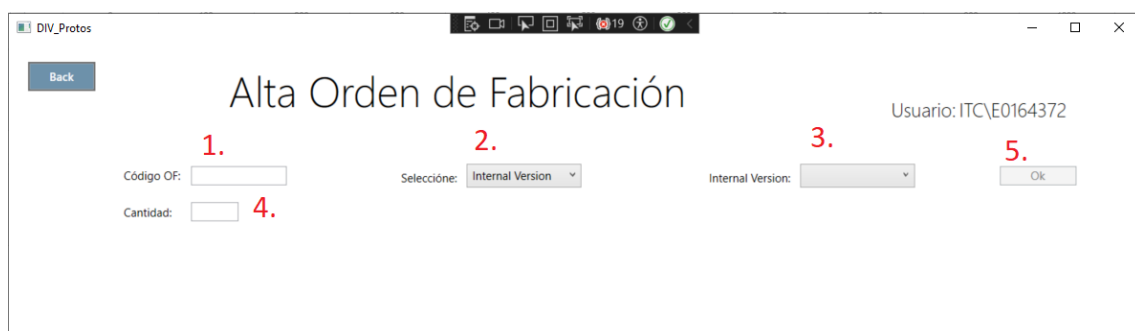 DIV_Protos
19
Back
Alta Orden de Fabricación
Usuario: ITC\E0164372
1.
2.
3.
5.
Código OF:
Seleccióne: Internal Version
Internal Version:
Ok
Cantidad:
4.